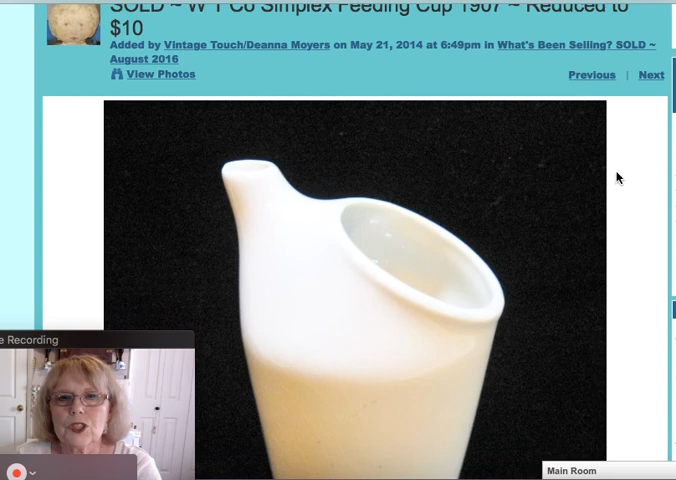 SOLD ~ W T Co Simplex Feeding Cup 1907 ~ Reduced to
$10
Added by Vintage Touch/Deanna Moyers on May 21, 2014 at 6:49pm in What's Been Selling? SOLD ~
August 2016
View Photos
Previous | Next
e Recording
Main Room